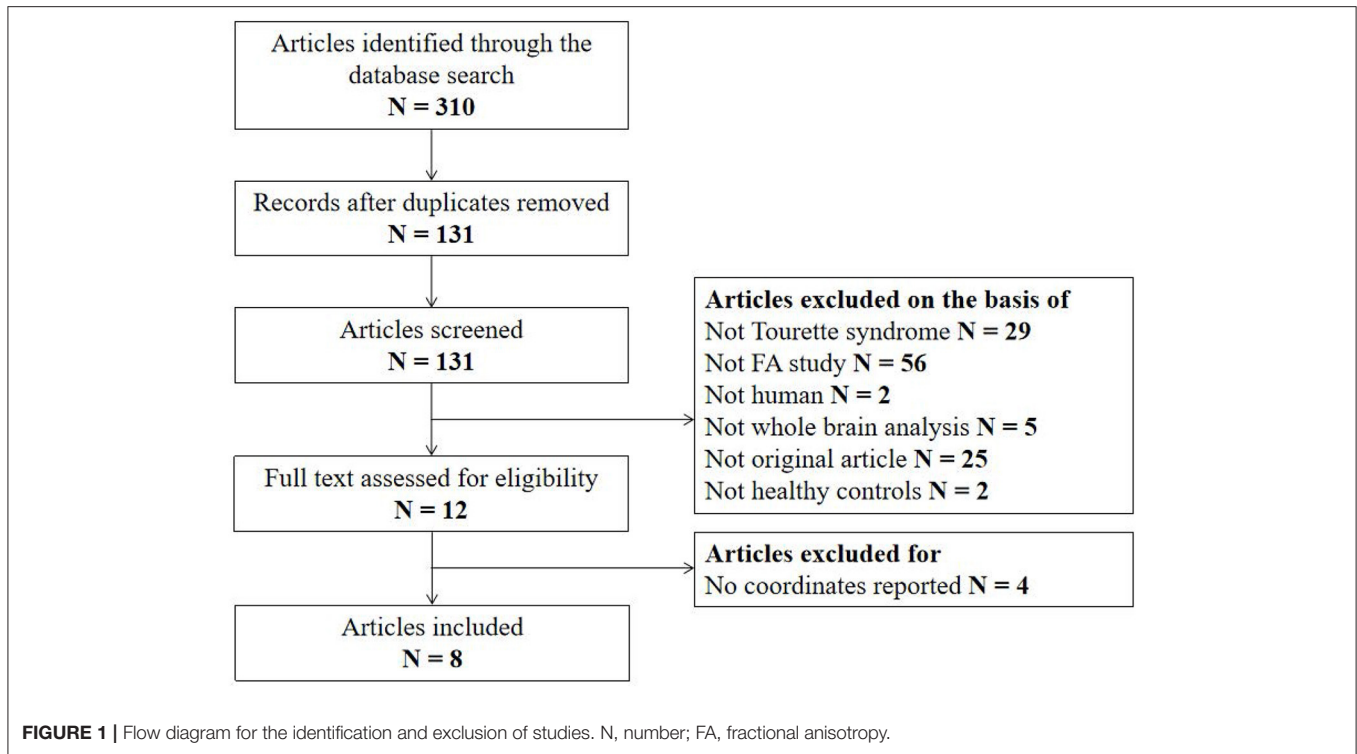 Articles identified through the
database search
N = 310
Records after duplicates removed
N = 131
Articles screened
N = 131
Articles excluded on the basis of
Not Tourette syndrome N = 29
Not FA study N = 56
Not human N = 2
Not whole brain analysis N = 5
Not original article N = 25
Not healthy controls N = 2
Full text assessed for eligibility
N = 12
Articles excluded for
No coordinates reported N = 4
Articles included
N = 8
FIGURE 1 | Flow diagram for the identification and exclusion of studies. N, number; FA, fractional anisotropy.